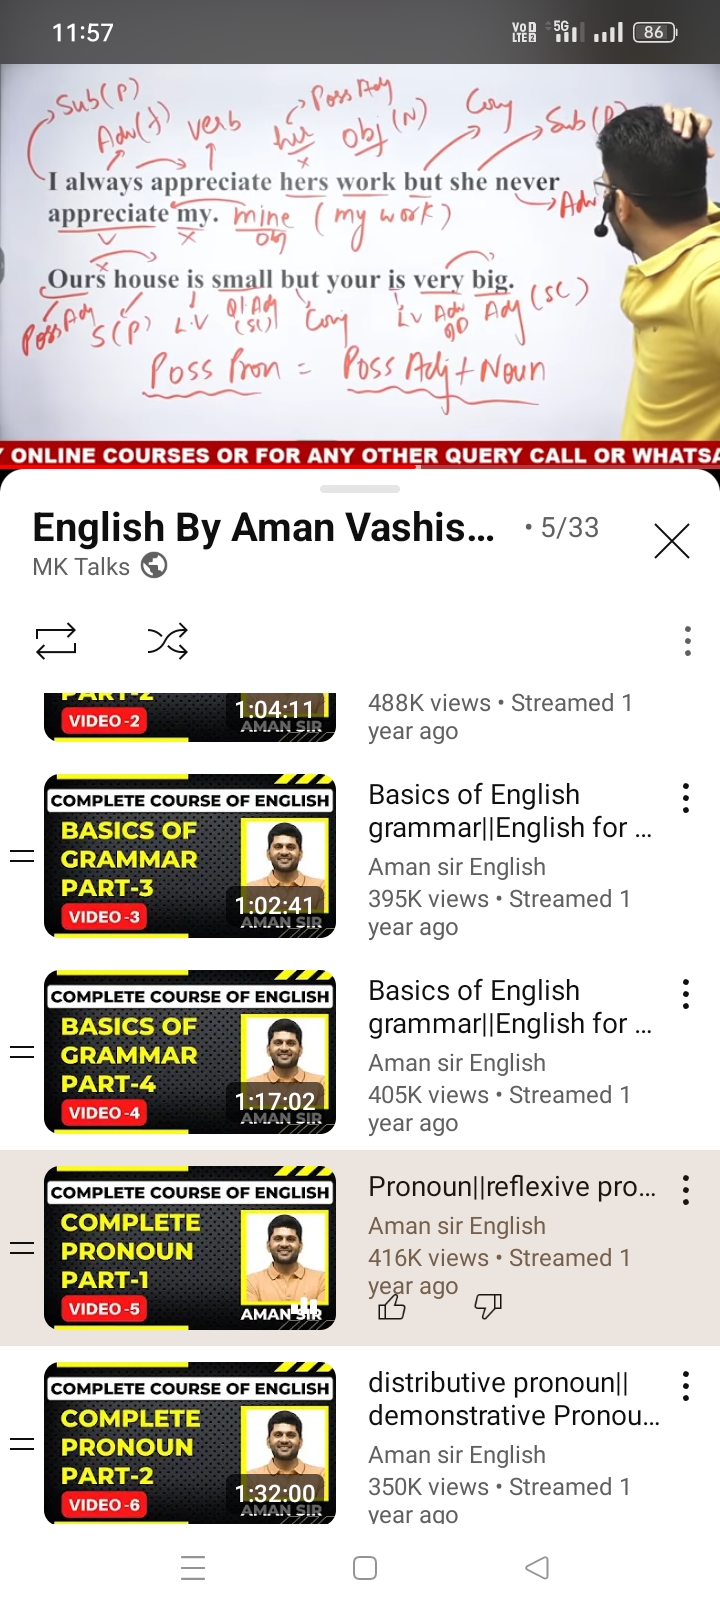 11:57
VoD
LTE2
5G
86
Sub(P)
Adv(f)
verb
Poss Adj
her
x
obj (N)
Conj
Sub(P)
I always appreciate hers work but she never
Adv
appreciate my. mine (my work)
x
obj
Ours house is small but your is very big.
x
Poss Adj
S(P)
L.V
Ql.Adj
(SC)
Conj
LV
Adv
Adj (SC)
Poss Pron = Poss Adj + Noun
Y ONLINE COURSES OR FOR ANY OTHER QUERY CALL OR WHATSA
English By Aman Vashis... • 5/33
MK Talks
PART-2
VIDEO-2
1:04:11
AMAN SIR
488K views • Streamed 1
year ago
COMPLETE COURSE OF ENGLISH
BASICS OF
GRAMMAR
PART-3
VIDEO-3
1:02:41
AMAN SIR
Basics of English
grammar||English for ...
Aman sir English
395K views • Streamed 1
year ago
COMPLETE COURSE OF ENGLISH
BASICS OF
GRAMMAR
PART-4
VIDEO-4
1:17:02
AMAN SIR
Basics of English
grammar||English for ...
Aman sir English
405K views • Streamed 1
year ago
COMPLETE COURSE OF ENGLISH
COMPLETE
PRONOUN
PART-1
VIDEO-5
AMAN SIR
Pronoun||reflexive pro...
Aman sir English
416K views • Streamed 1
year ago
COMPLETE COURSE OF ENGLISH
COMPLETE
PRONOUN
PART-2
VIDEO-6
1:32:00
AMAN SIR
distributive pronoun||
demonstrative Pronou...
Aman sir English
350K views • Streamed 1
year ago